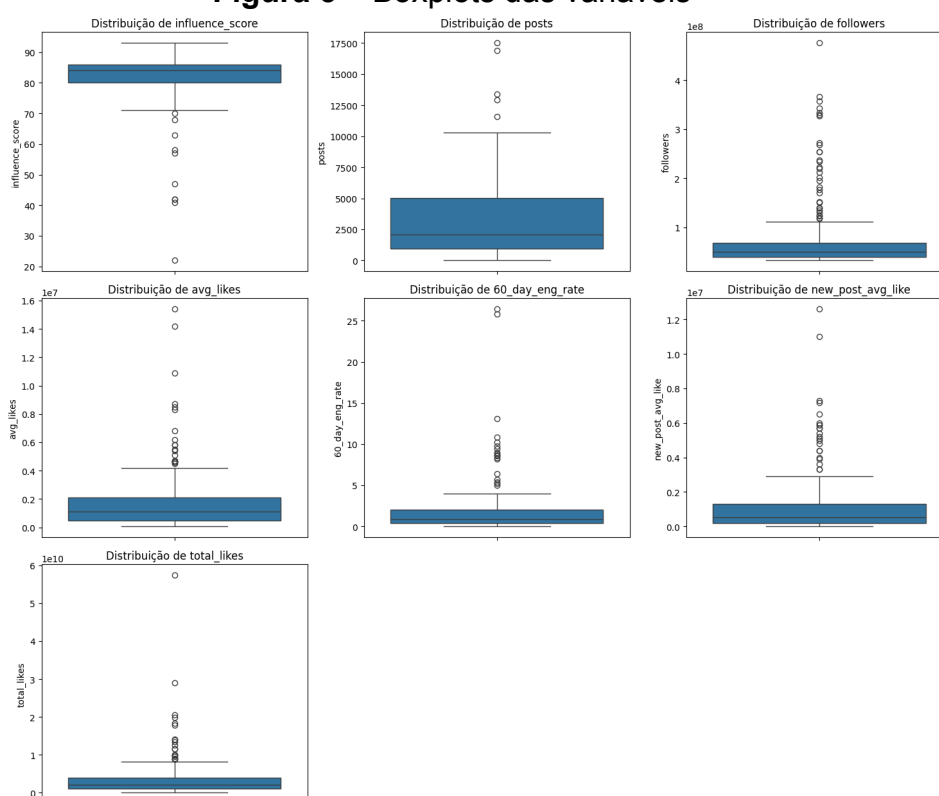 Figura – Boxplots das variáveis
Distribuição de influence_score
influence_score
90
80
70
60
50
40
30
20
Distribuição de posts
posts
17500
15000
12500
10000
7500
5000
2500
0
Distribuição de followers
1e8
followers
4
3
2
1
Distribuição de avg_likes
1e7
avg_likes
1.6
1.4
1.2
1.0
0.8
0.6
0.4
0.2
0.0
Distribuição de 60_day_eng_rate
60_day_eng_rate
25
20
15
10
5
0
Distribuição de new_post_avg_like
1e7
new_post_avg_like
1.2
1.0
0.8
0.6
0.4
0.2
0.0
Distribuição de total_likes
1e10
total_likes
6
5
4
3
2
1
0